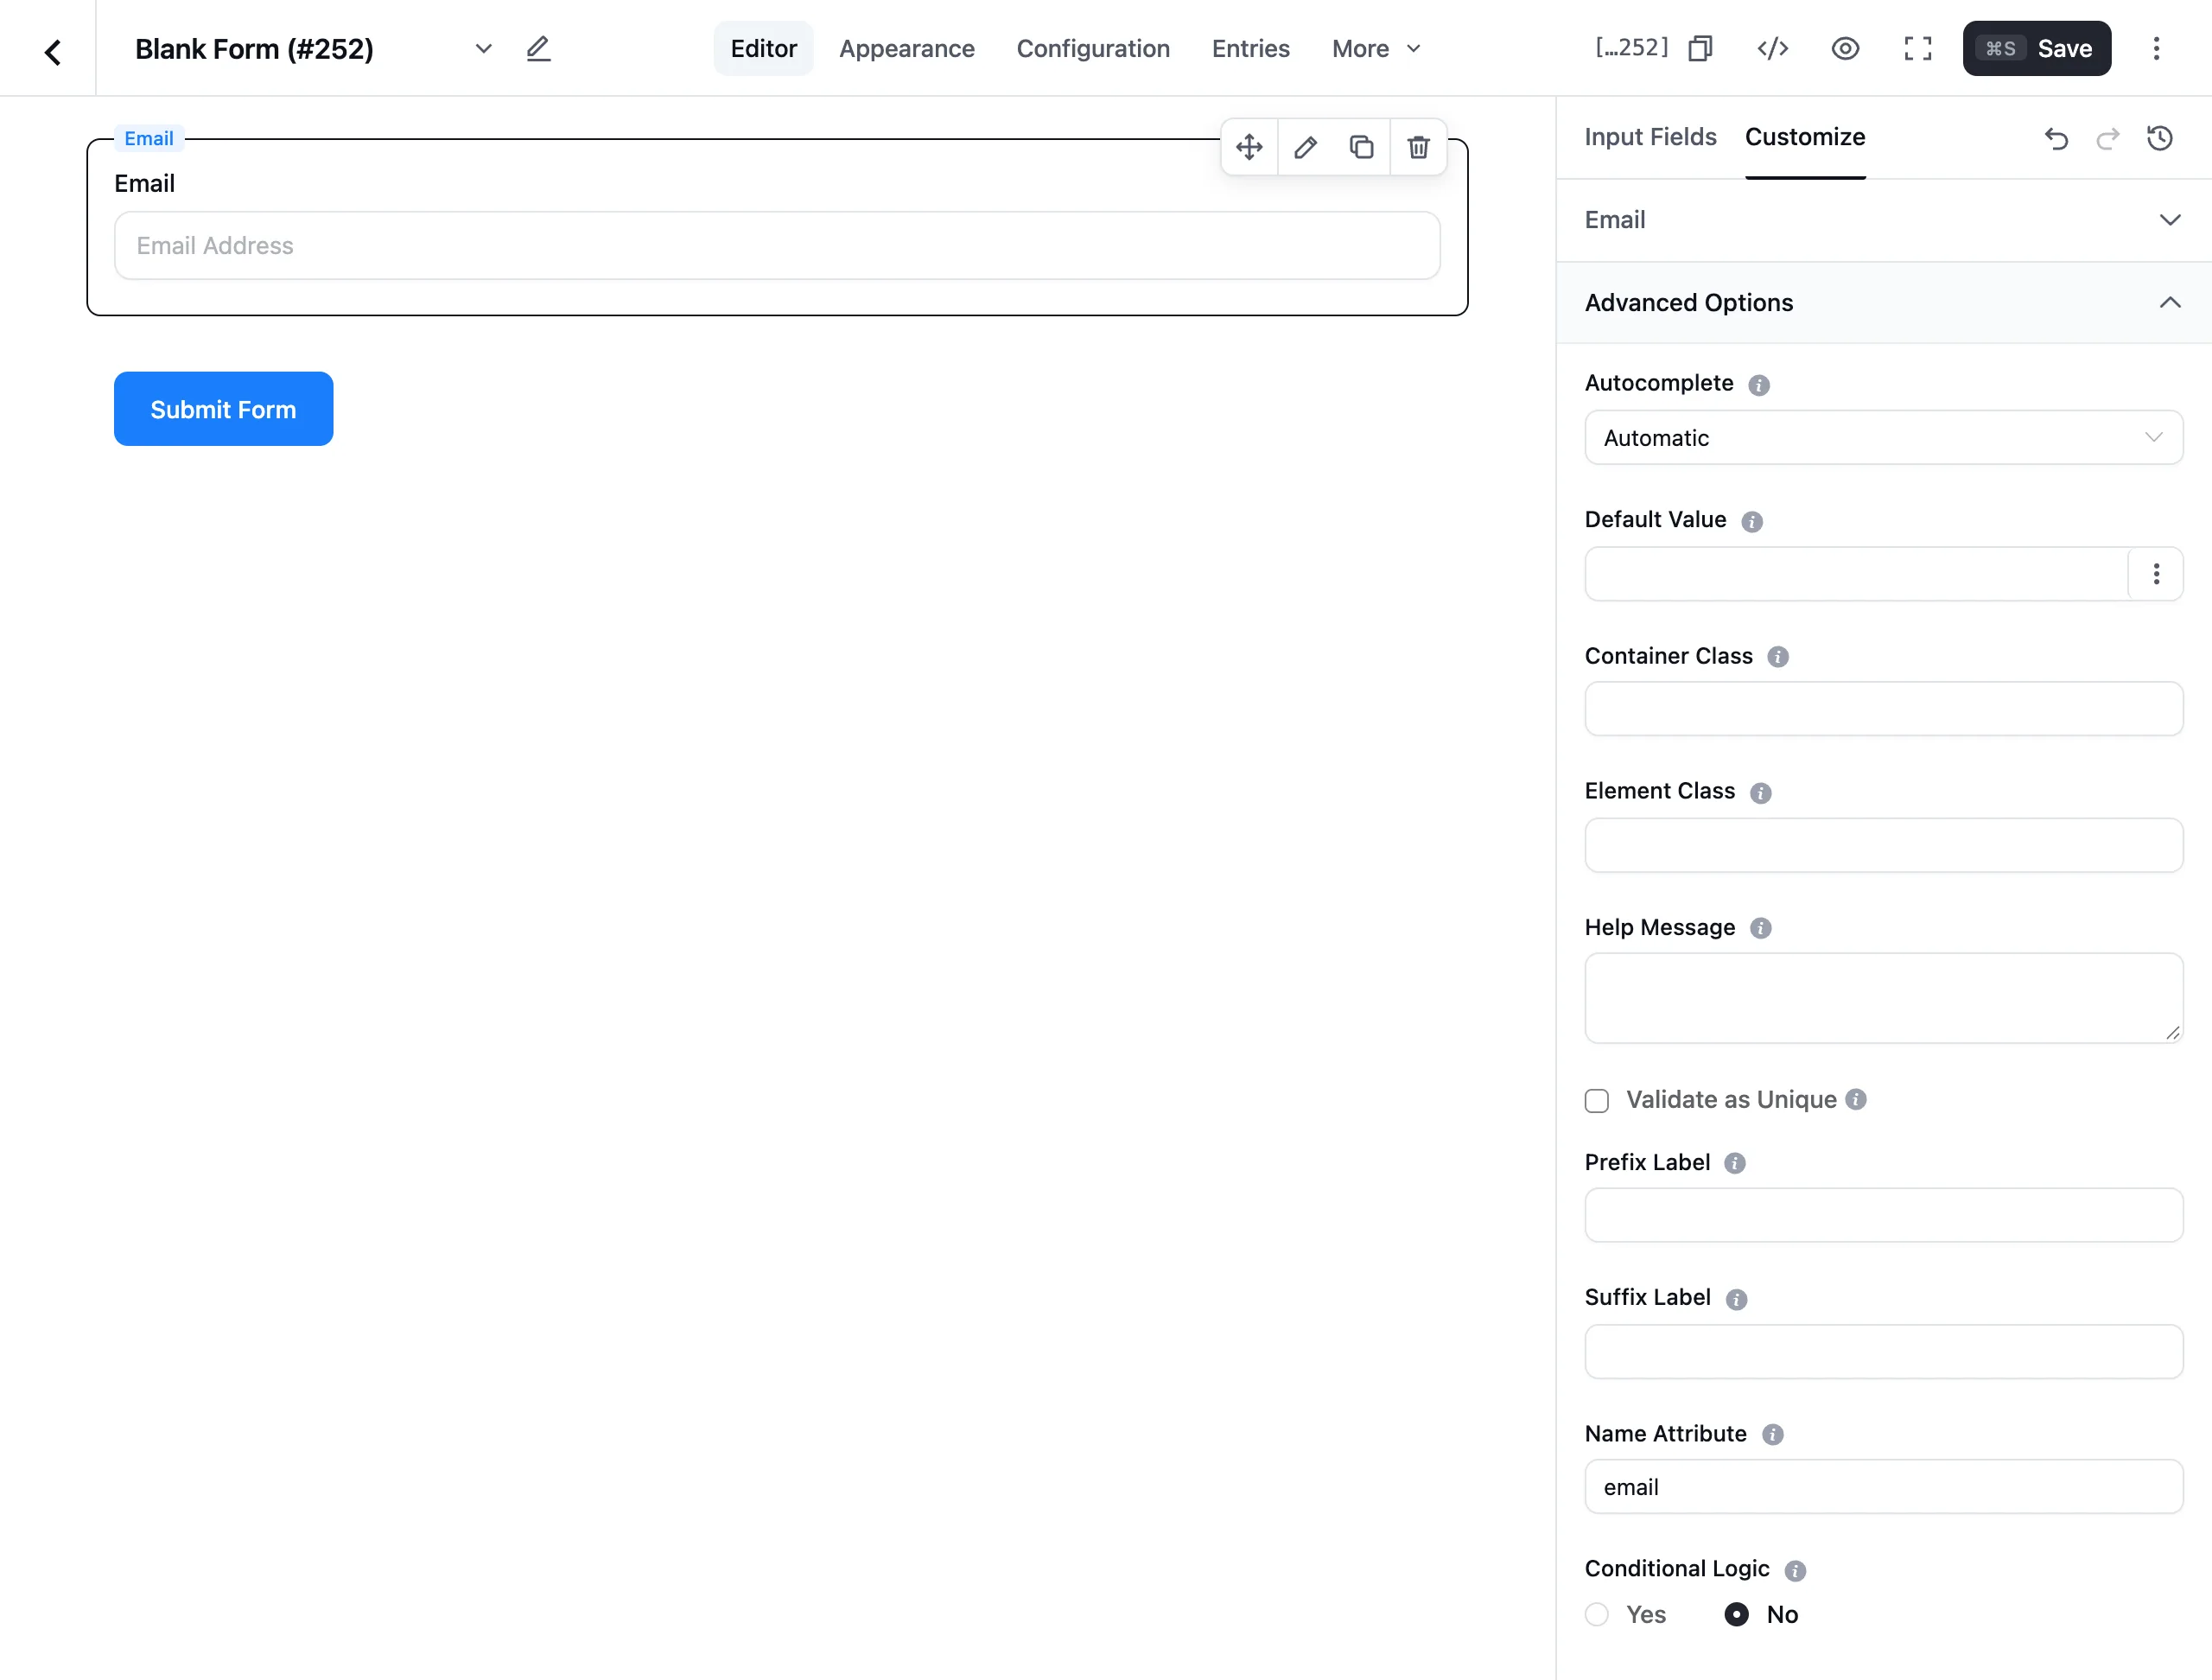 Blank Form (#252)
Editor
Appearance
Configuration
Entries
More
[…252]
⌘S Save
Email
Email
Email Address
Submit Form
Input Fields
Customize
Email
Advanced Options
Autocomplete
Automatic
Default Value
Container Class
Element Class
Help Message
Validate as Unique
Prefix Label
Suffix Label
Name Attribute
email
Conditional Logic
Yes
No